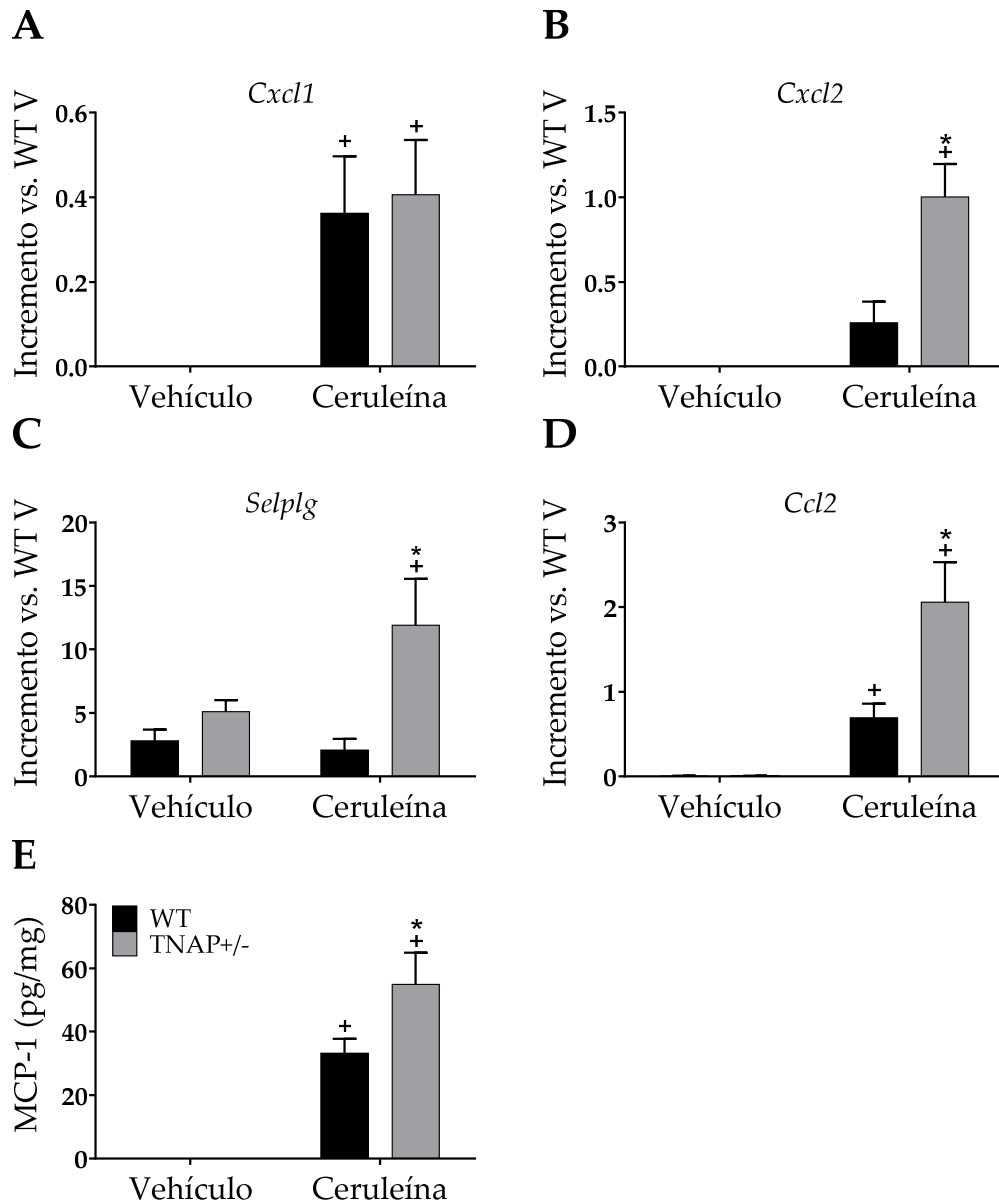 A
Cxcl1
Incremento vs. WT V
0.6
0.4
0.2
0.0
+
+
Vehículo
Ceruleína
B
Cxcl2
Incremento vs. WT V
1.5
1.0
0.5
0.0
*
+
Vehículo
Ceruleína
C
Selplg
Incremento vs. WT V
20
15
10
5
0
*
+
Vehículo
Ceruleína
D
Ccl2
Incremento vs. WT V
3
2
1
0
+
*
+
Vehículo
Ceruleína
E
MCP-1 (pg/mg)
80
60
40
20
0
WT
TNAP+/-
+
*
+
Vehículo
Ceruleína